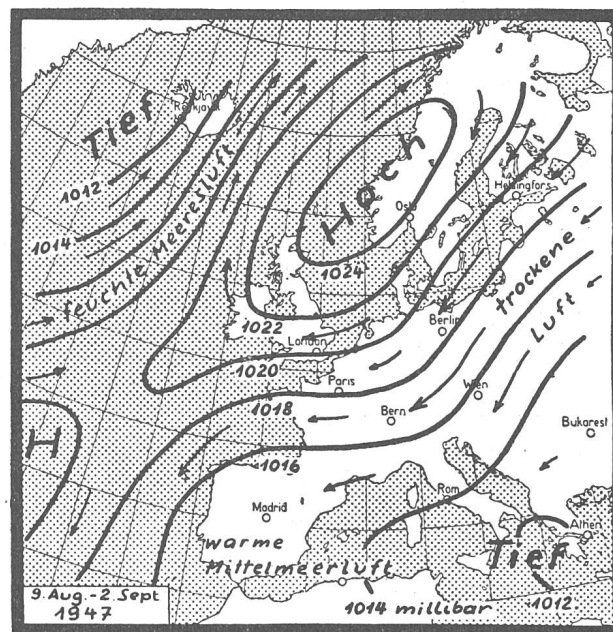 Tief
Reykjavik
1012
1014
feuchte Meeresluft
Hoch
Oslo
Helsingfors
1024
1022
trockene
Luft
Berlin
London
1020
Paris
1018
Wien
Bern
1016
H
Bukarest
Rom
Madrid
Athen
warme
Mittelmeerluft
Tief
9. Aug.-2. Sept
1947
1014 millibar
1012